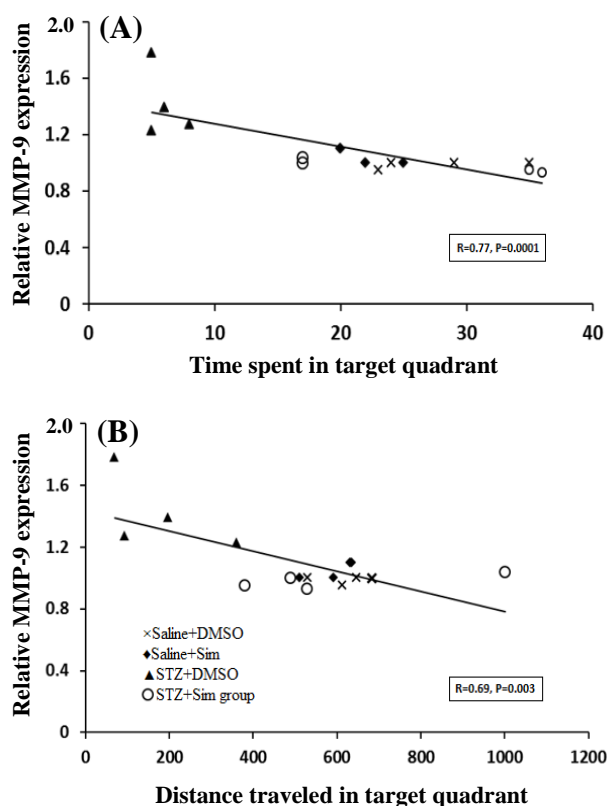 (A)
Relative MMP-9 expression
2.0
1.6
1.2
0.8
0.4
0
R=0.77, P=0.0001
0 10 20 30 40
Time spent in target quadrant
(B)
Relative MMP-9 expression
2.0
1.6
1.2
0.8
0.4
0
×Saline+DMSO
◆Saline+Sim
▲STZ+DMSO
○STZ+Sim group
R=0.69, P=0.003
0 200 400 600 800 1000 1200
Distance traveled in target quadrant